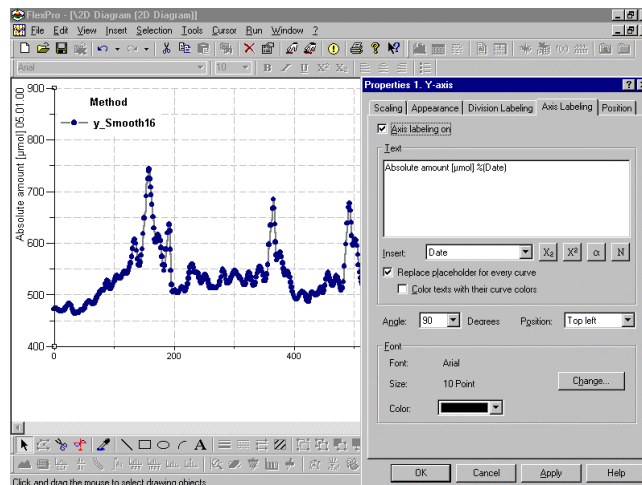 FlexPro - [\2D Diagram [2D Diagram]]
File Edit View Insert Selection Tools Cursor Run Window ?
Arial 10 B I U X² X₂
Properties 1. Y-axis
Scaling Appearance Division Labeling Axis Labeling Position
Axis labeling on
Text
Absolute amount [µmol] %(Date)
Insert: Date X₂ X² α N
Replace placeholder for every curve
Color texts with their curve colors
Angle: 90 Degrees Position: Top left
Font
Font: Arial
Size: 10 Point
Change...
Color:
OK Cancel Apply Help
Absolute amount [µmol] 05.01.00
900
800
700
600
500
400
0 200 400
Method
y_Smooth16
A
Click and drag the mouse to select drawing objects.